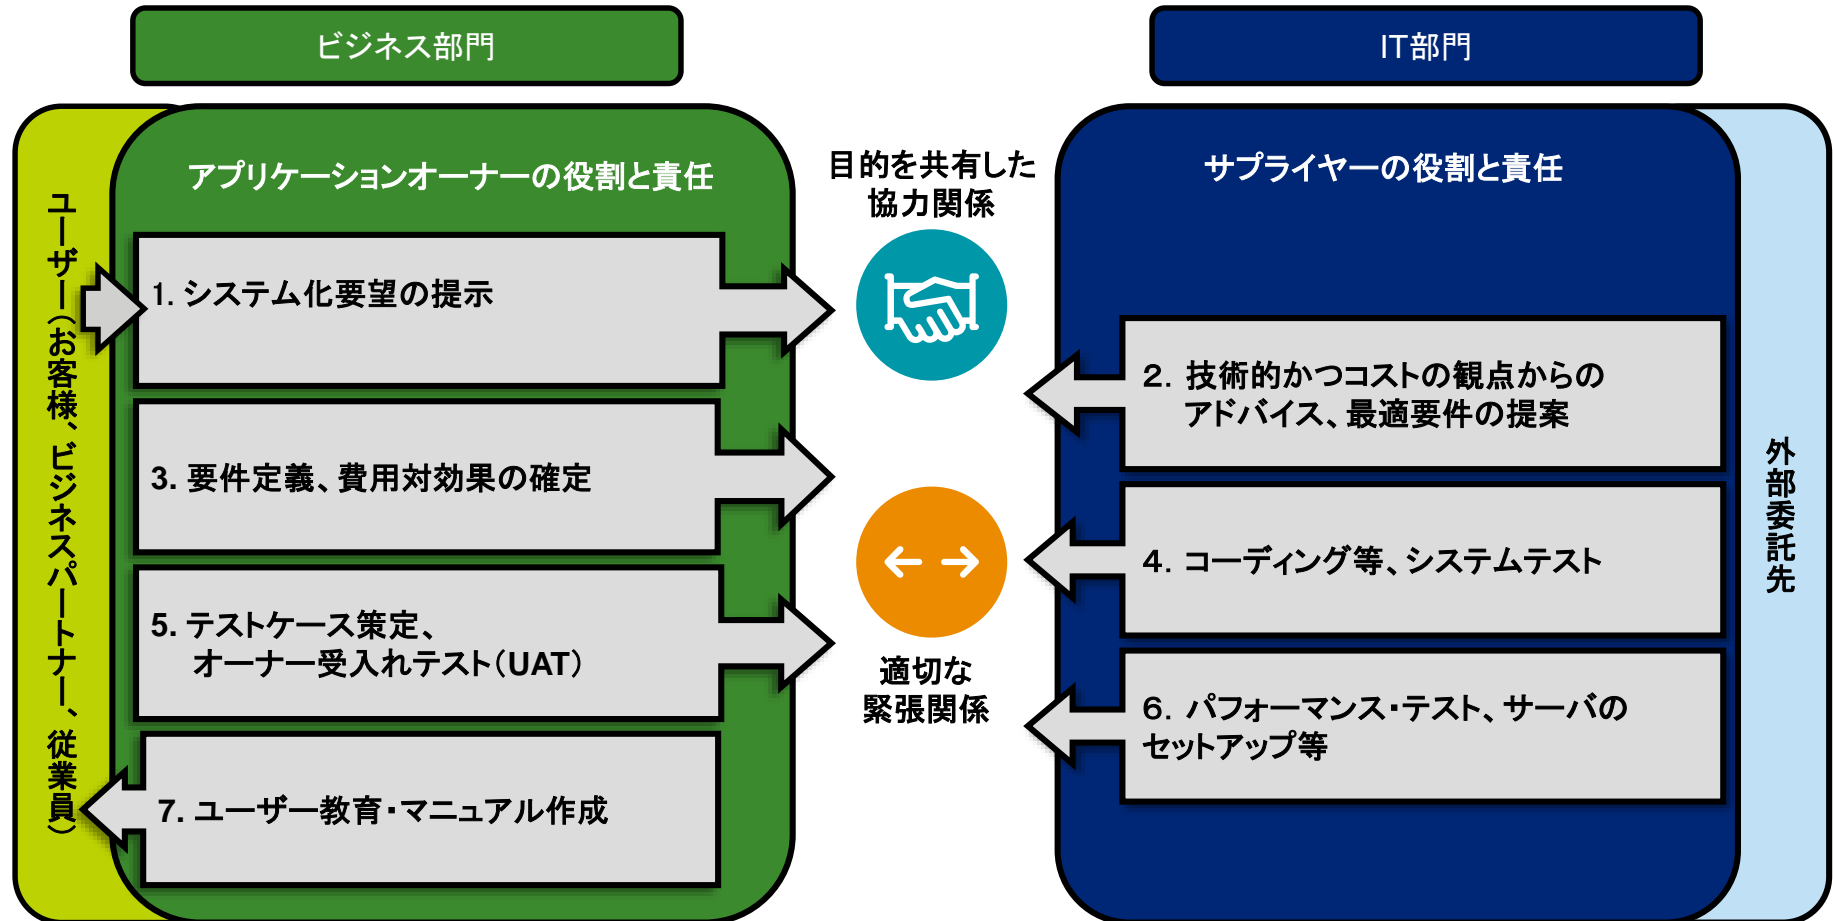 ビジネス部門
IT部門
アプリケーションオーナーの役割と責任
サプライヤーの役割と責任
目的を共有した
協力関係
ユーザー（お客様、ビジネスパートナー、従業員）
1. システム化要望の提示
2. 技術的かつコストの観点からの
アドバイス、最適要件の提案
3. 要件定義、費用対効果の確定
4. コーディング等、システムテスト
5. テストケース策定、
オーナー受入れテスト（UAT）
適切な
緊張関係
6. パフォーマンス・テスト、サーバの
セットアップ等
7. ユーザー教育・マニュアル作成
外部委託先